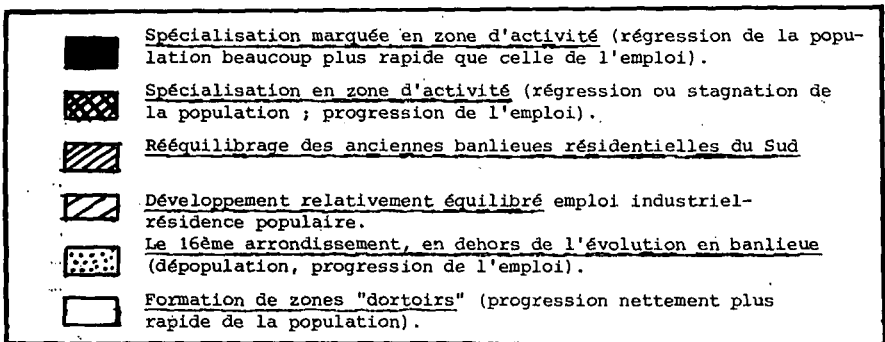 Spécialisation marquée en zone d'activité (régression de la popu-
lation beaucoup plus rapide que celle de l'emploi).
Spécialisation en zone d'activité (régression ou stagnation de
la population ; progression de l'emploi).
Rééquilibrage des anciennes banlieues résidentielles du Sud
Développement relativement équilibré emploi industriel-
résidence populaire.
Le 16ème arrondissement, en dehors de l'évolution en banlieue
(dépopulation, progression de l'emploi).
Formation de zones "dortoirs" (progression nettement plus
rapide de la population).